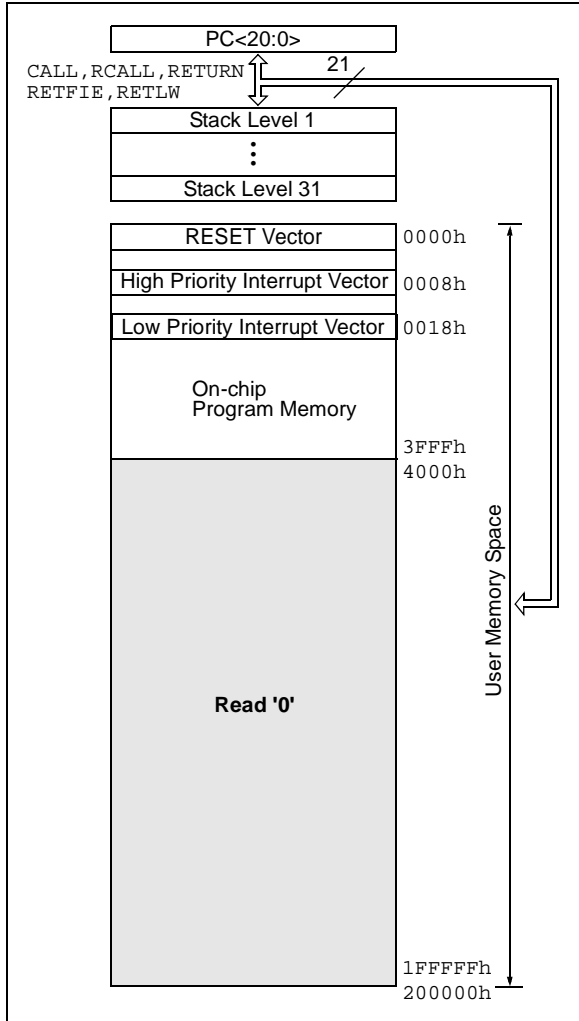 PC<20:0>
CALL,RCALL,RETURN
RETFIE,RETLW
21
Stack Level 1
Stack Level 31
RESET Vector
0000h
High Priority Interrupt Vector
0008h
Low Priority Interrupt Vector
0018h
On-chip
Program Memory
3FFFh
4000h
User Memory Space
Read '0'
1FFFFFh
200000h